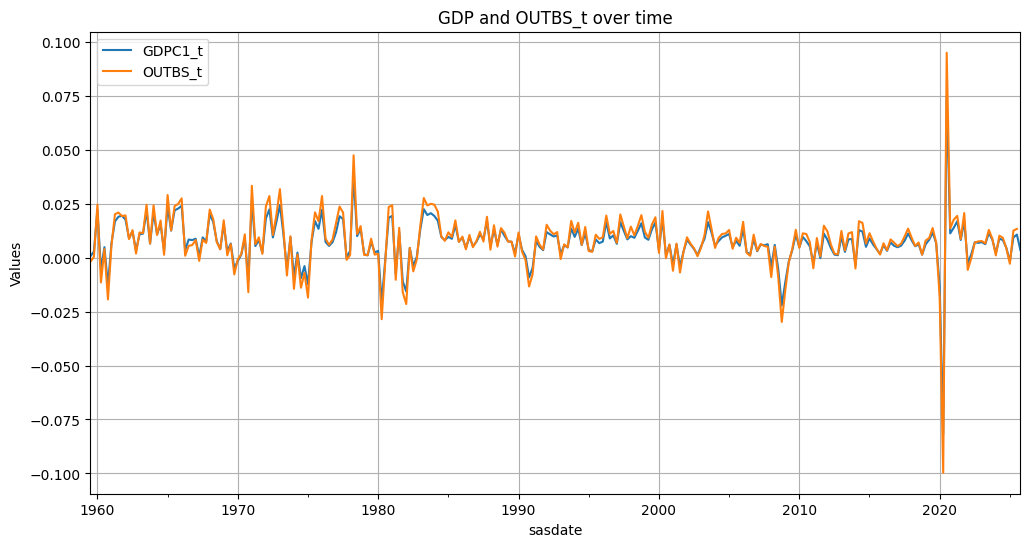 GDP and OUTBS_t over time
GDPC1_t
OUTBS_t
Values
0.100
0.075
0.050
0.025
0.000
−0.025
−0.050
−0.075
−0.100
1960 1970 1980 1990 2000 2010 2020
sasdate